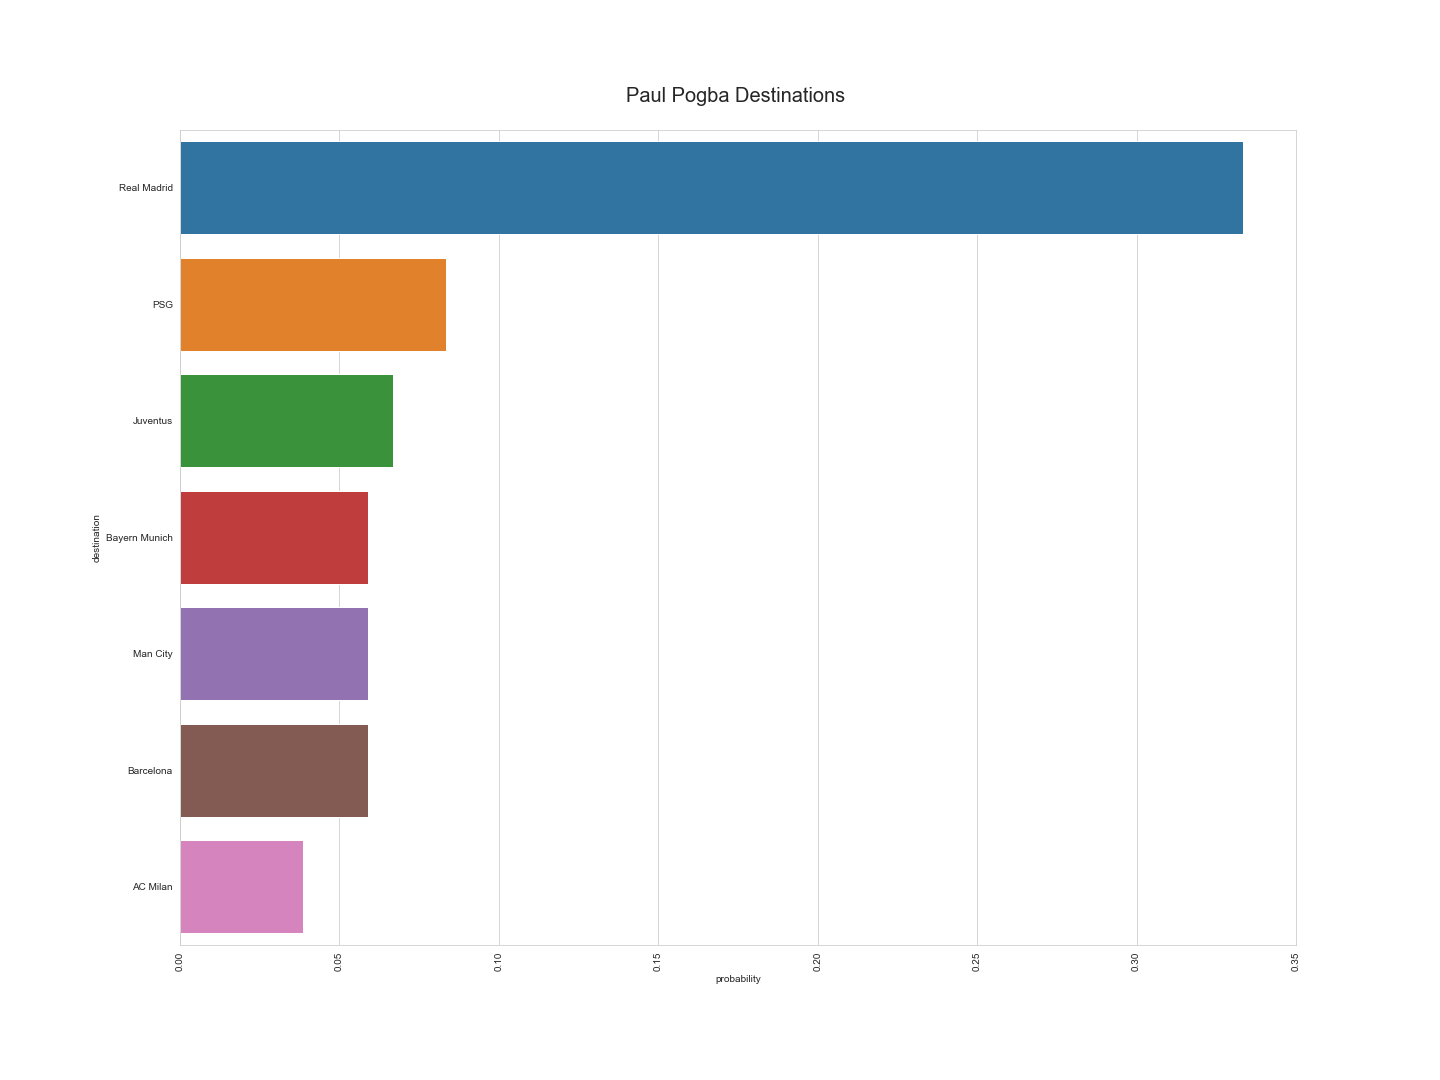 Paul Pogba Destinations
Real Madrid
PSG
Juventus
Bayern Munich
Man City
Barcelona
AC Milan
destination
0.00
0.05
0.10
0.15
0.20
0.25
0.30
0.35
probability